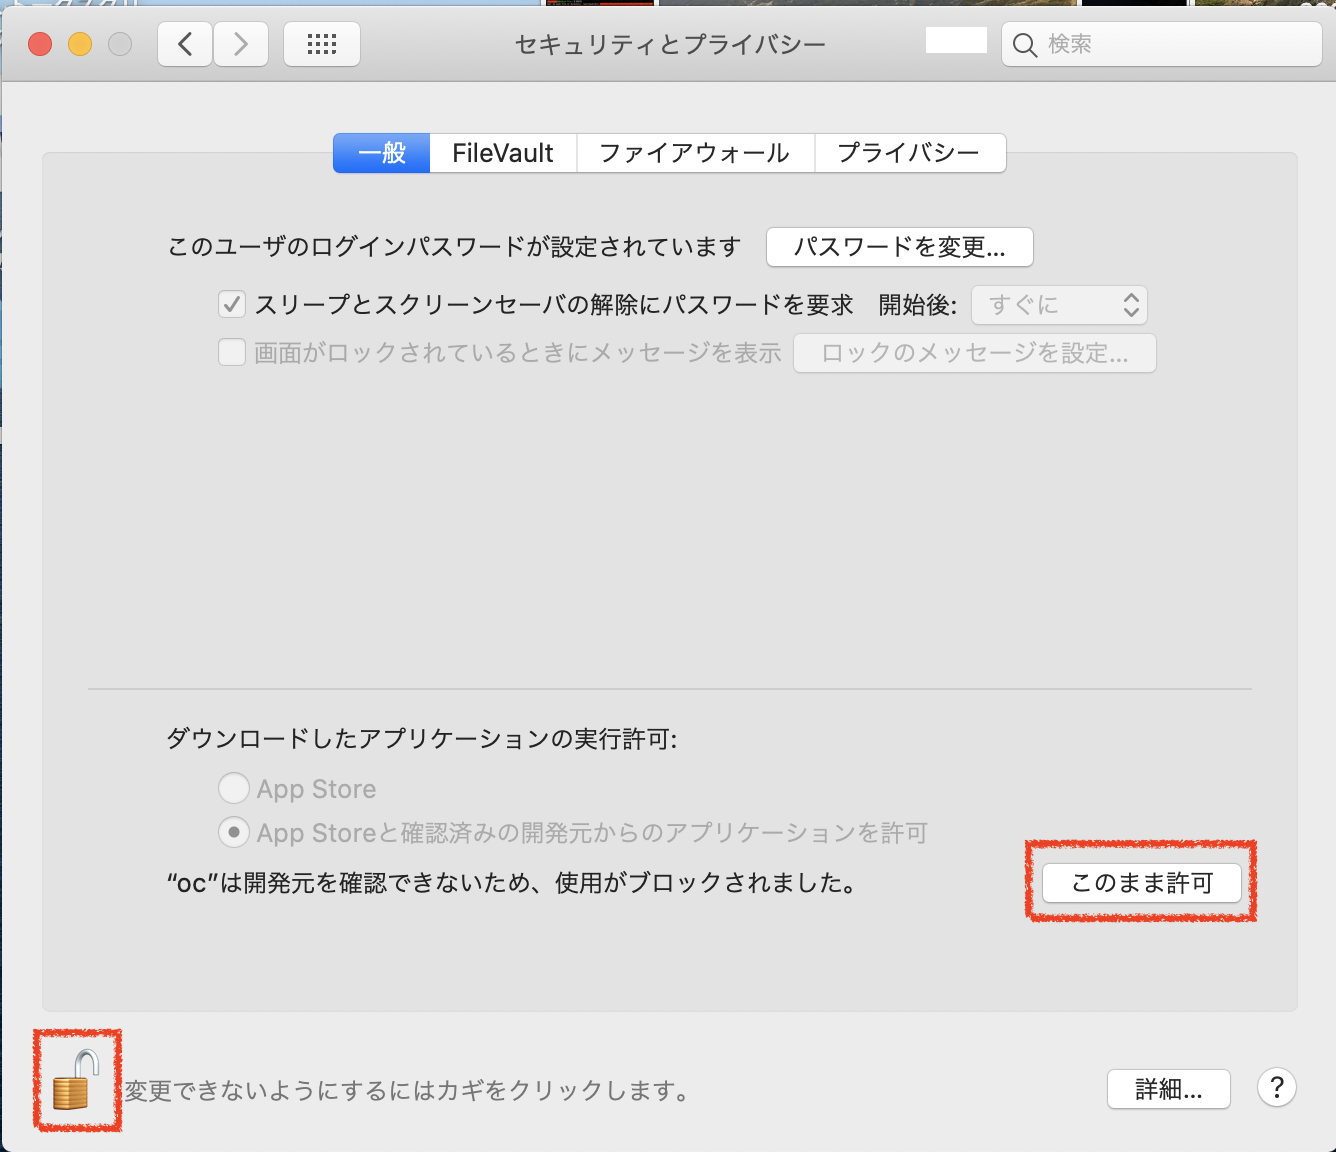 セキュリティとプライバシー
検索
一般 FileVault ファイアウォール プライバシー
このユーザのログインパスワードが設定されています パスワードを変更...
スリープとスクリーンセーバの解除にパスワードを要求 開始後: すぐに
画面がロックされているときにメッセージを表示 ロックのメッセージを設定...
ダウンロードしたアプリケーションの実行許可:
App Store
App Storeと確認済みの開発元からのアプリケーションを許可
“oc”は開発元を確認できないため、使用がブロックされました。 このまま許可
変更できないようにするにはカギをクリックします。 詳細... ?